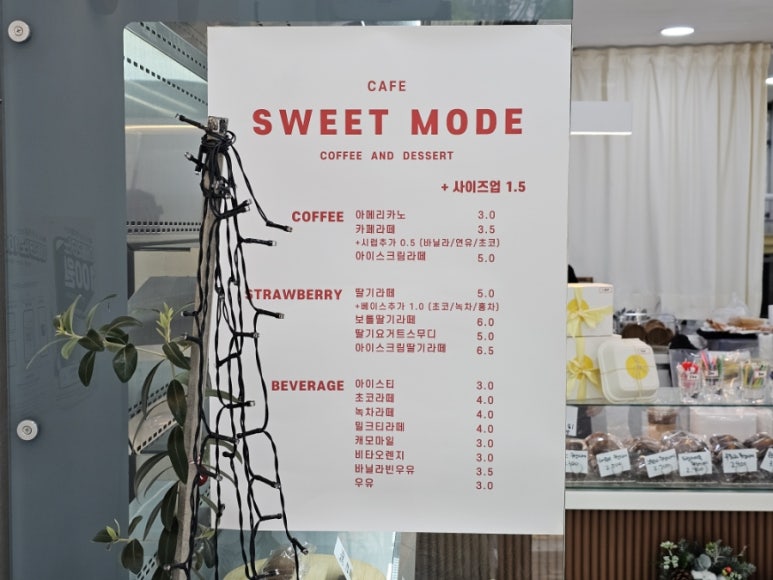 CAFE
SWEET MODE
COFFEE AND DESSERT
+ 사이즈업 1.5
COFFEE 아메리카노 3.0
카페라떼 3.5
+시럽추가 0.5 (바닐라/연유/초코)
아이스크림라떼 5.0
STRAWBERRY 딸기라떼 5.0
+베이스추가 1.0 (초코/녹차/홍차)
보틀딸기라떼 6.0
딸기요거트스무디 5.0
아이스크림딸기라떼 6.5
BEVERAGE 아이스티 3.0
초코라떼 4.0
녹차라떼 4.0
밀크티라떼 4.0
캐모마일 3.0
비타오렌지 3.0
바닐라빈우유 3.5
우유 3.0